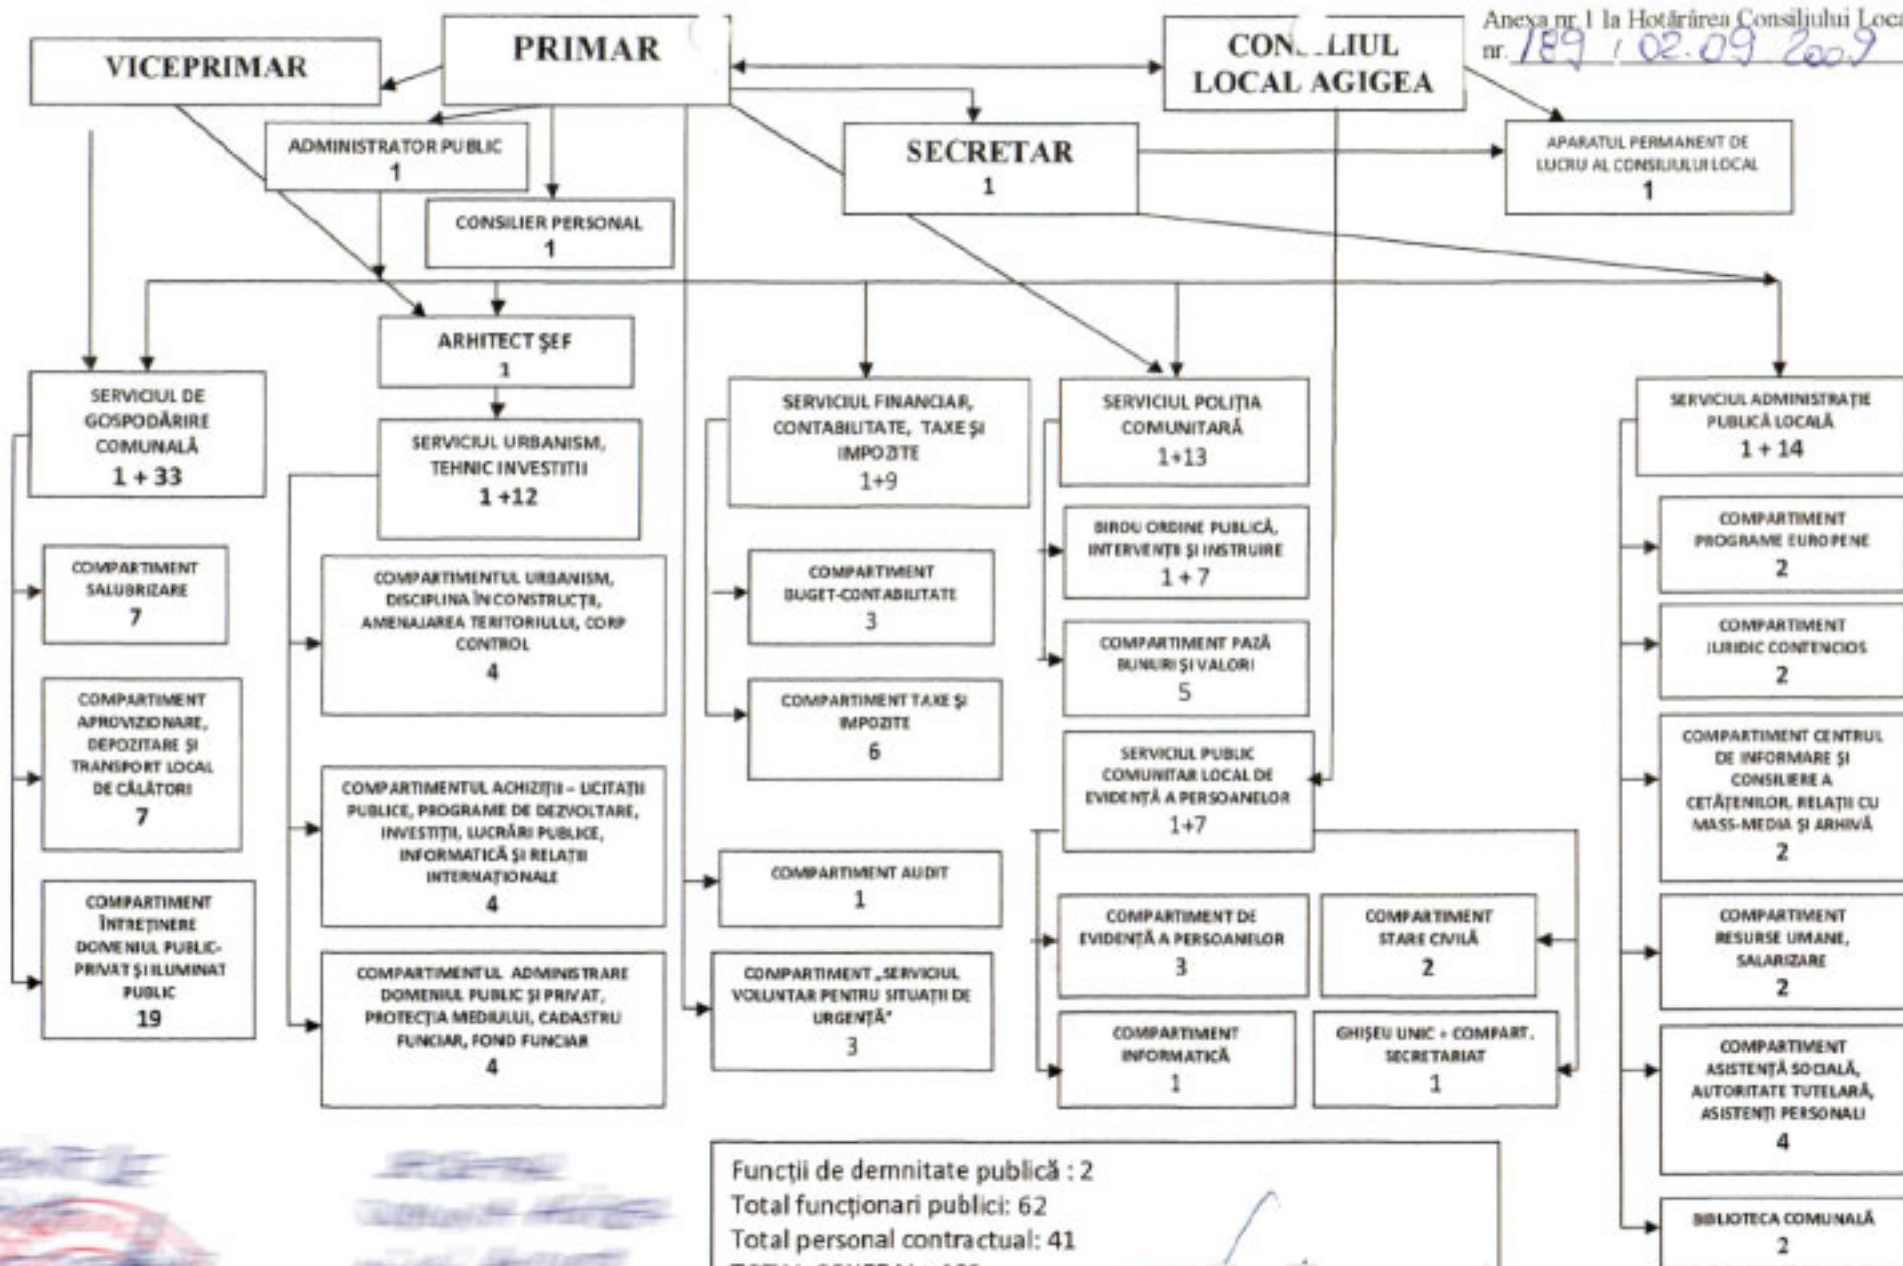 Anexa nr.1 la Hotărârea Consiliului Loca
nr. 189 / 02.09.2009
VICEPRIMAR
PRIMAR
LOCAL AGIGEA
ADMINISTRATOR PUBLIC
1
SECRETAR
1
APARATUL PERMANENT DE
LUCRU AL CONSILIULUI LOCAL
1
CONSILIER PERSONAL
1
ARHITECT ŞEF
1
SERVICIUL DE
GOSPODĂRIRE
COMUNALĂ
1 + 33
SERVICIUL URBANISM,
TEHNIC INVESTITII
1 +12
SERVICIUL FINANCIAR,
CONTABILITATE, TAXE ŞI
IMPOZITE
1+9
SERVICIUL POLIŢIA
COMUNITARĂ
1+13
SERVICIUL ADMINISTRAŢIE
PUBLICĂ LOCALĂ
1 + 14
COMPARTIMENT
SALUBRIZARE
7
COMPARTIMENT
APROVIZIONARE,
DEPOZITARE ŞI
TRANSPORT LOCAL
DE CĂLĂTORI
7
COMPARTIMENT
ÎNTREŢINERE
DOMENIUL PUBLIC-
PRIVAT ŞI ILUMINAT
PUBLIC
19
COMPARTIMENTUL URBANISM,
DISCIPLINA ÎN CONSTRUCŢII,
AMENAJAREA TERITORIULUI, CORP
CONTROL
4
COMPARTIMENTUL ACHIZIŢII – LICITAŢII
PUBLICE, PROGRAME DE DEZVOLTARE,
INVESTIŢII, LUCRĂRI PUBLICE,
INFORMATICĂ ŞI RELAŢII
INTERNAŢIONALE
4
COMPARTIMENTUL ADMINISTRARE
DOMENIUL PUBLIC ŞI PRIVAT,
PROTECŢIA MEDIULUI, CADASTRU
FUNCIAR, FOND FUNCIAR
4
COMPARTIMENT
BUGET-CONTABILITATE
3
COMPARTIMENT TAXE ŞI
IMPOZITE
6
COMPARTIMENT AUDIT
1
COMPARTIMENT „SERVICIUL
VOLUNTAR PENTRU SITUAŢII DE
URGENŢĂ”
3
BIROU ORDINE PUBLICĂ,
INTERVENŢII ŞI INSTRUIRE
1 + 7
COMPARTIMENT PAZĂ
BUNURI ŞI VALORI
5
SERVICIUL PUBLIC
COMUNITAR LOCAL DE
EVIDENŢĂ A PERSOANELOR
1+7
COMPARTIMENT DE
EVIDENŢĂ A PERSOANELOR
3
COMPARTIMENT
STARE CIVILĂ
2
COMPARTIMENT
INFORMATICĂ
1
GHIŞEU UNIC + COMPART.
SECRETARIAT
1
COMPARTIMENT
PROGRAME EUROPENE
2
COMPARTIMENT
JURIDIC CONTENCIOS
2
COMPARTIMENT CENTRUL
DE INFORMARE ŞI
CONSILIERE A
CETĂŢENILOR, RELAŢII CU
MASS-MEDIA ŞI ARHIVĂ
2
COMPARTIMENT
RESURSE UMANE,
SALARIZARE
2
COMPARTIMENT
ASISTENŢĂ SOCIALĂ,
AUTORITATE TUTELARĂ,
ASISTENŢI PERSONALI
4
BIBLIOTECA COMUNALĂ
2
Funcţii de demnitate publică : 2
Total funcţionari publici: 62
Total personal contractual: 41